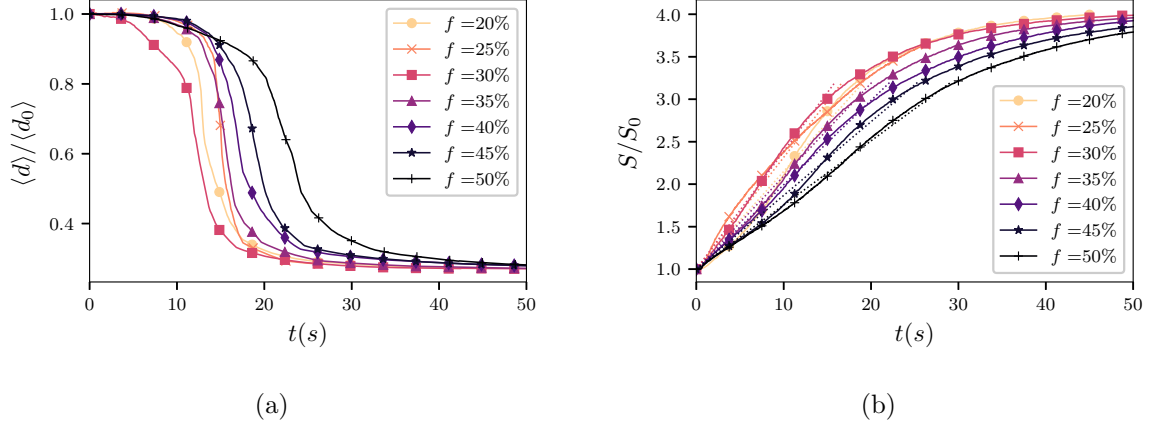 1.0
0.8
0.6
0.4
⟨d⟩/⟨d₀⟩
f =20%
f =25%
f =30%
f =35%
f =40%
f =45%
f =50%
0 10 20 30 40 50
t(s)
(a)
4.0
3.5
3.0
2.5
2.0
1.5
1.0
S/S₀
f =20%
f =25%
f =30%
f =35%
f =40%
f =45%
f =50%
0 10 20 30 40 50
t(s)
(b)